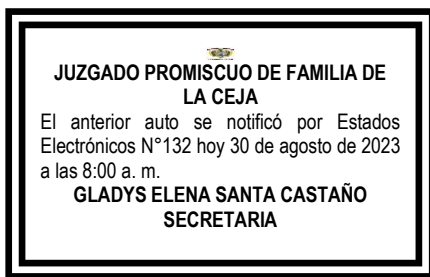 JUZGADO PROMISCUO DE FAMILIA DE
LA CEJA
El anterior auto se notificó por Estados
Electrónicos N°132 hoy 30 de agosto de 2023
a las 8:00 a. m.
GLADYS ELENA SANTA CASTAÑO
SECRETARIA